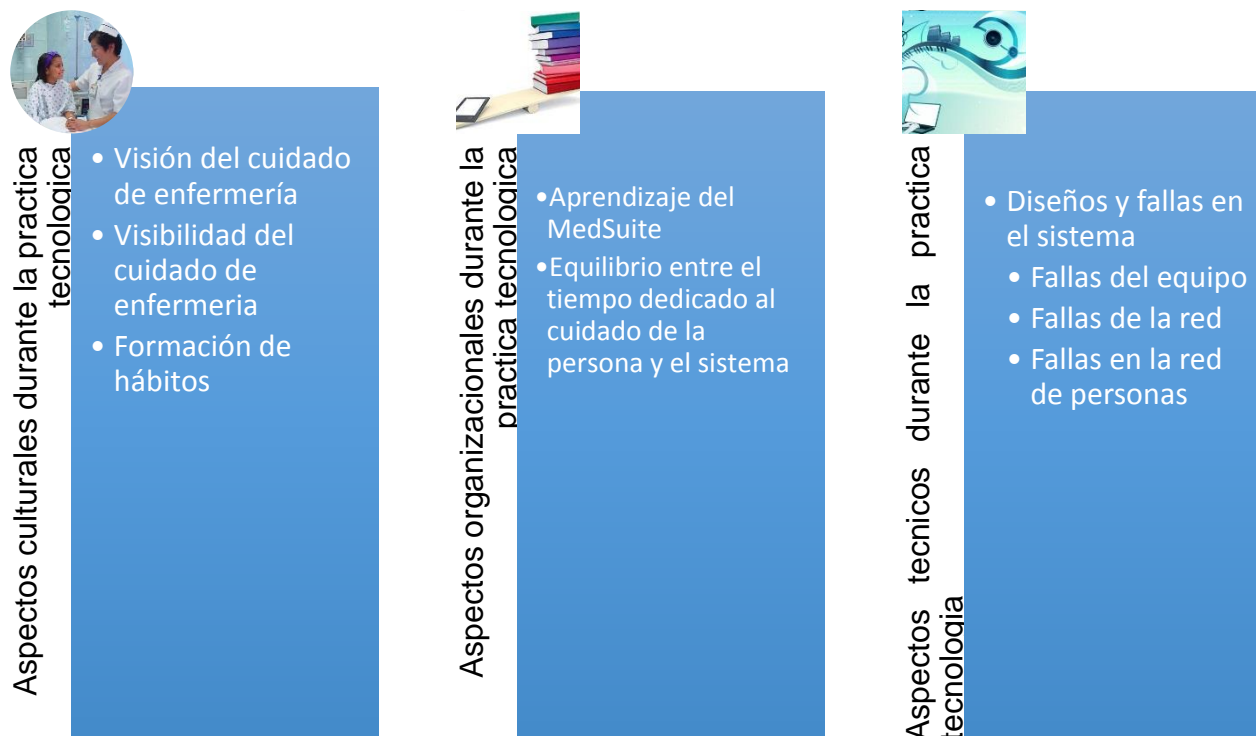 Aspectos culturales durante la practica
tecnologica
• Visión del cuidado
de enfermería
• Visibilidad del
cuidado de
enfermeria
• Formación de
hábitos
Aspectos organizacionales durante la
practica tecnologica
•Aprendizaje del
MedSuite
•Equilibrio entre el
tiempo dedicado al
cuidado de la
persona y el sistema
Aspectos tecnicos durante la practica
tecnologia
• Diseños y fallas en
el sistema
• Fallas del equipo
• Fallas de la red
• Fallas en la red
de personas